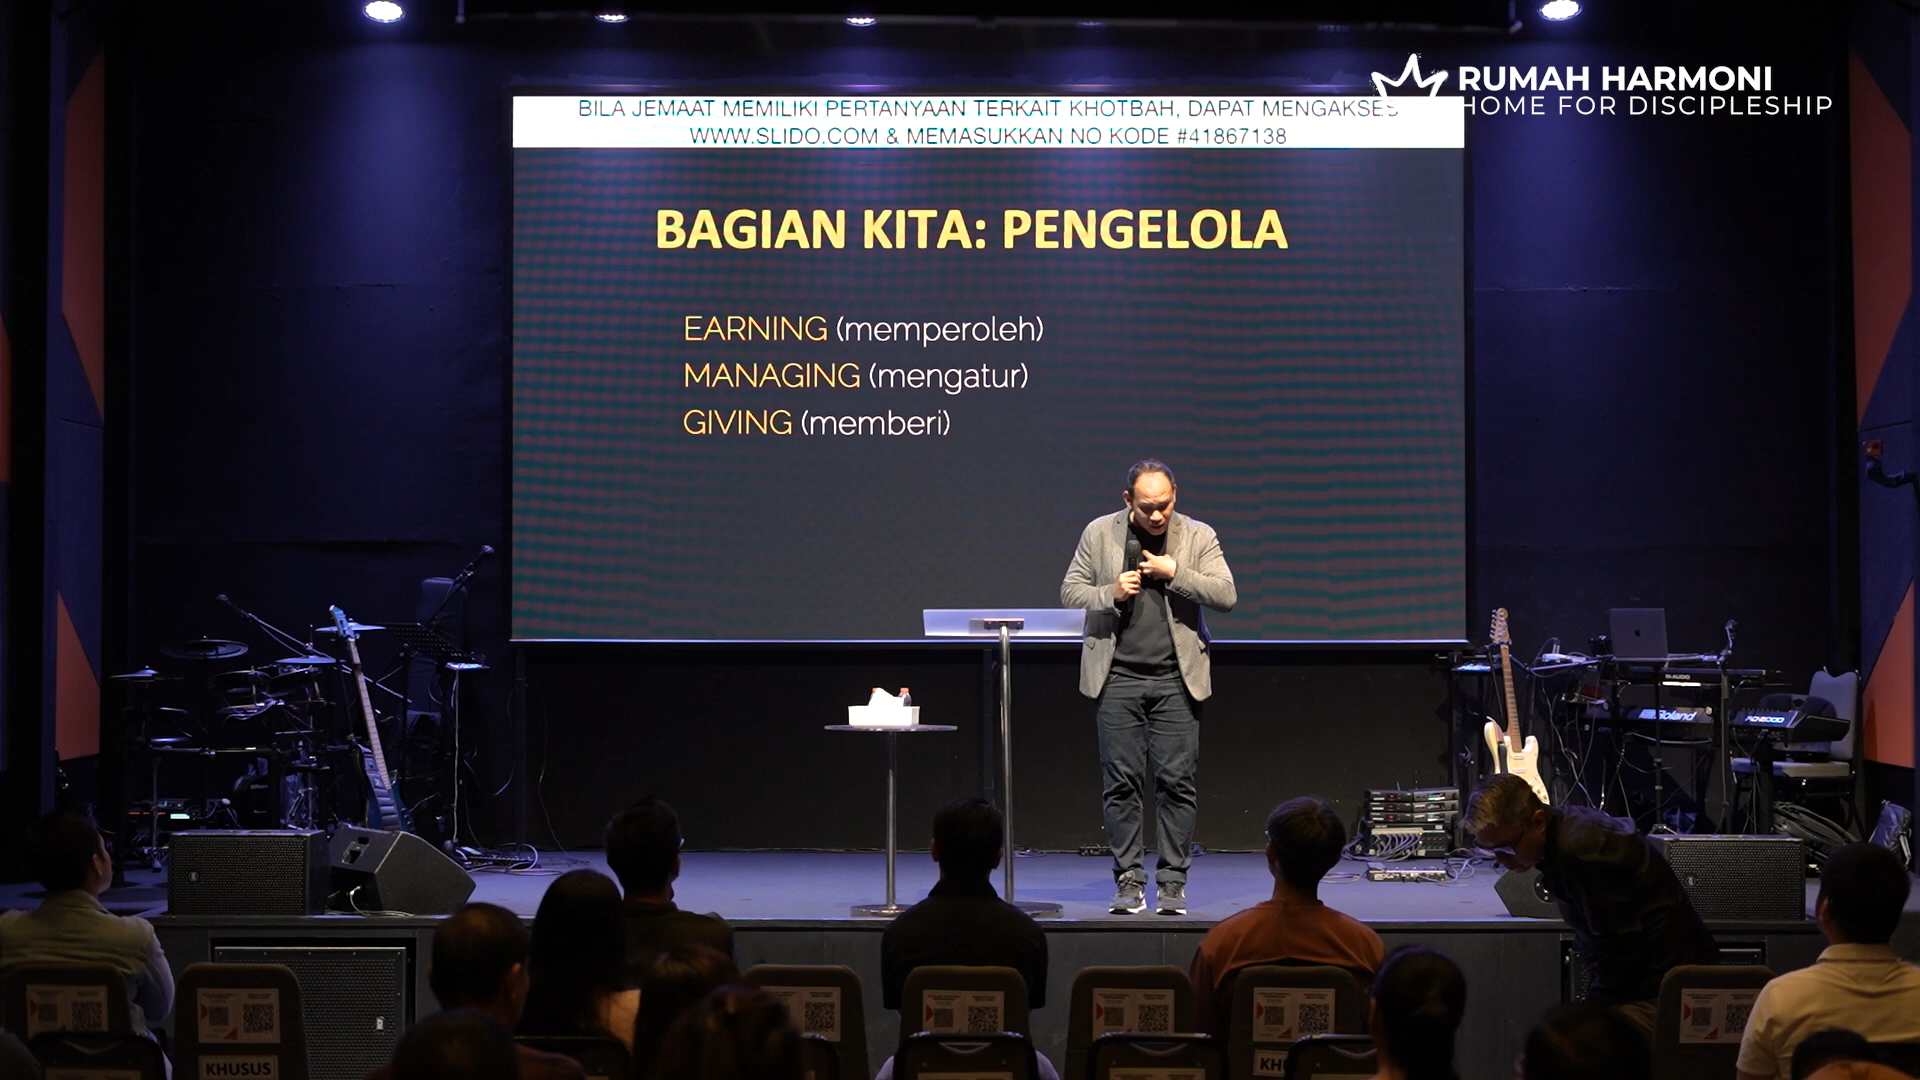 RUMAH HARMONI
HOME FOR DISCIPLESHIP
BILA JEMAAT MEMILIKI PERTANYAAN TERKAIT KHOTBAH, DAPAT MENGAKSES
WWW.SLIDO.COM & MEMASUKKAN NO KODE #41867138
BAGIAN KITA: PENGELOLA
EARNING (memperoleh)
MANAGING (mengatur)
GIVING (memberi)
M-AUDIO
Roland
KHUSUS